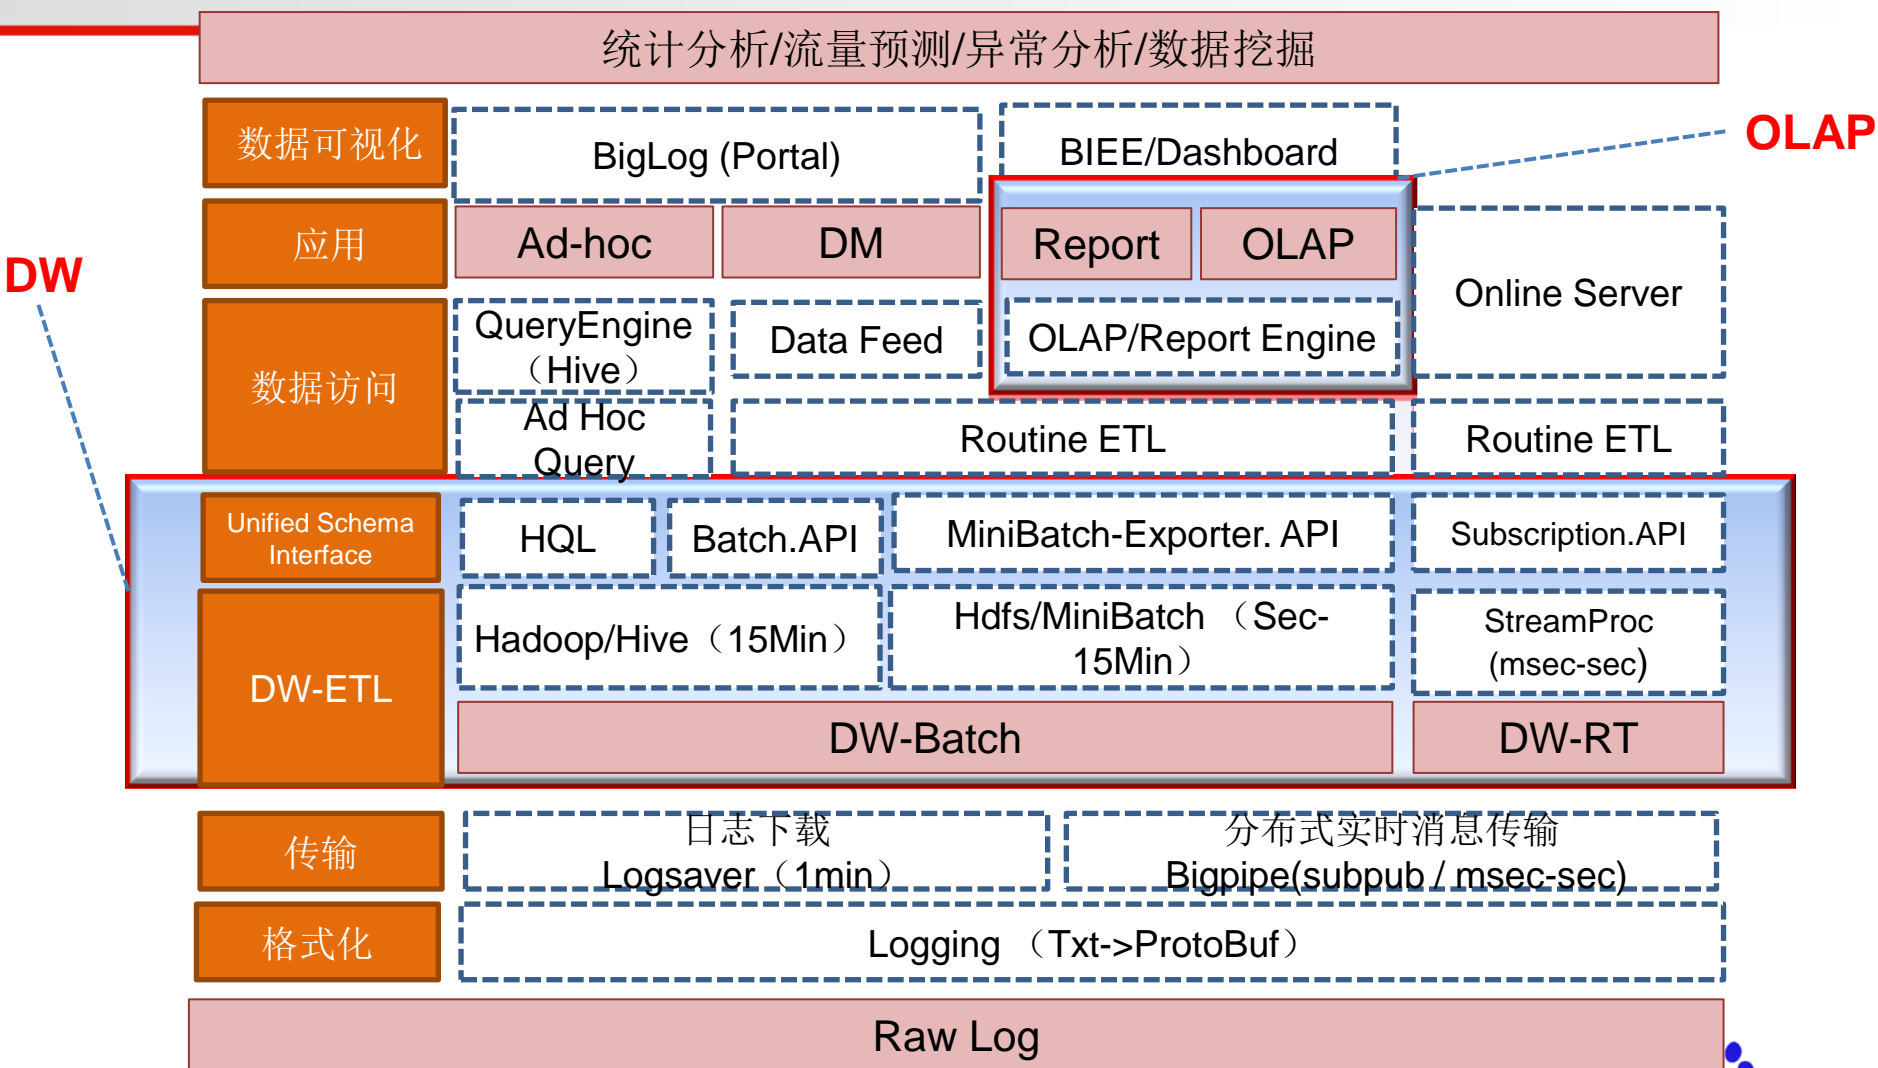 统计分析/流量预测/异常分析/数据挖掘
数据可视化
BigLog (Portal)
BIEE/Dashboard
OLAP
应用
Ad-hoc
DM
Report
OLAP
Online Server
DW
数据访问
QueryEngine
（Hive）
Data Feed
OLAP/Report Engine
Ad Hoc
Query
Routine ETL
Routine ETL
Unified Schema
Interface
HQL
Batch.API
MiniBatch-Exporter. API
Subscription.API
DW-ETL
Hadoop/Hive（15Min）
Hdfs/MiniBatch （Sec-
15Min）
StreamProc
(msec-sec)
DW-Batch
DW-RT
传输
日志下载
Logsaver（1min）
分布式实时消息传输
Bigpipe(subpub / msec-sec)
格式化
Logging （Txt->ProtoBuf）
Raw Log